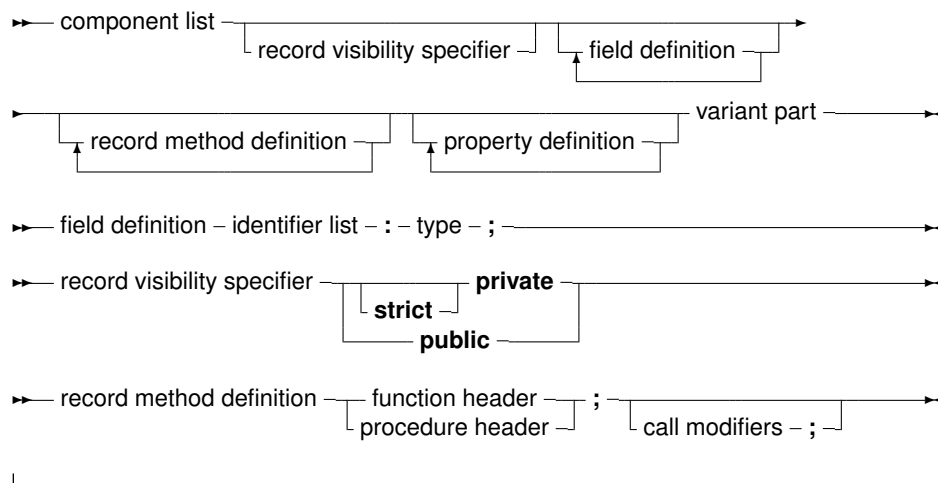 component list
record visibility specifier field definition
variant part
record method definition property definition
field definition identifier list : type ;
record visibility specifier private
strict
public
record method definition function header ;
procedure header call modifiers ;